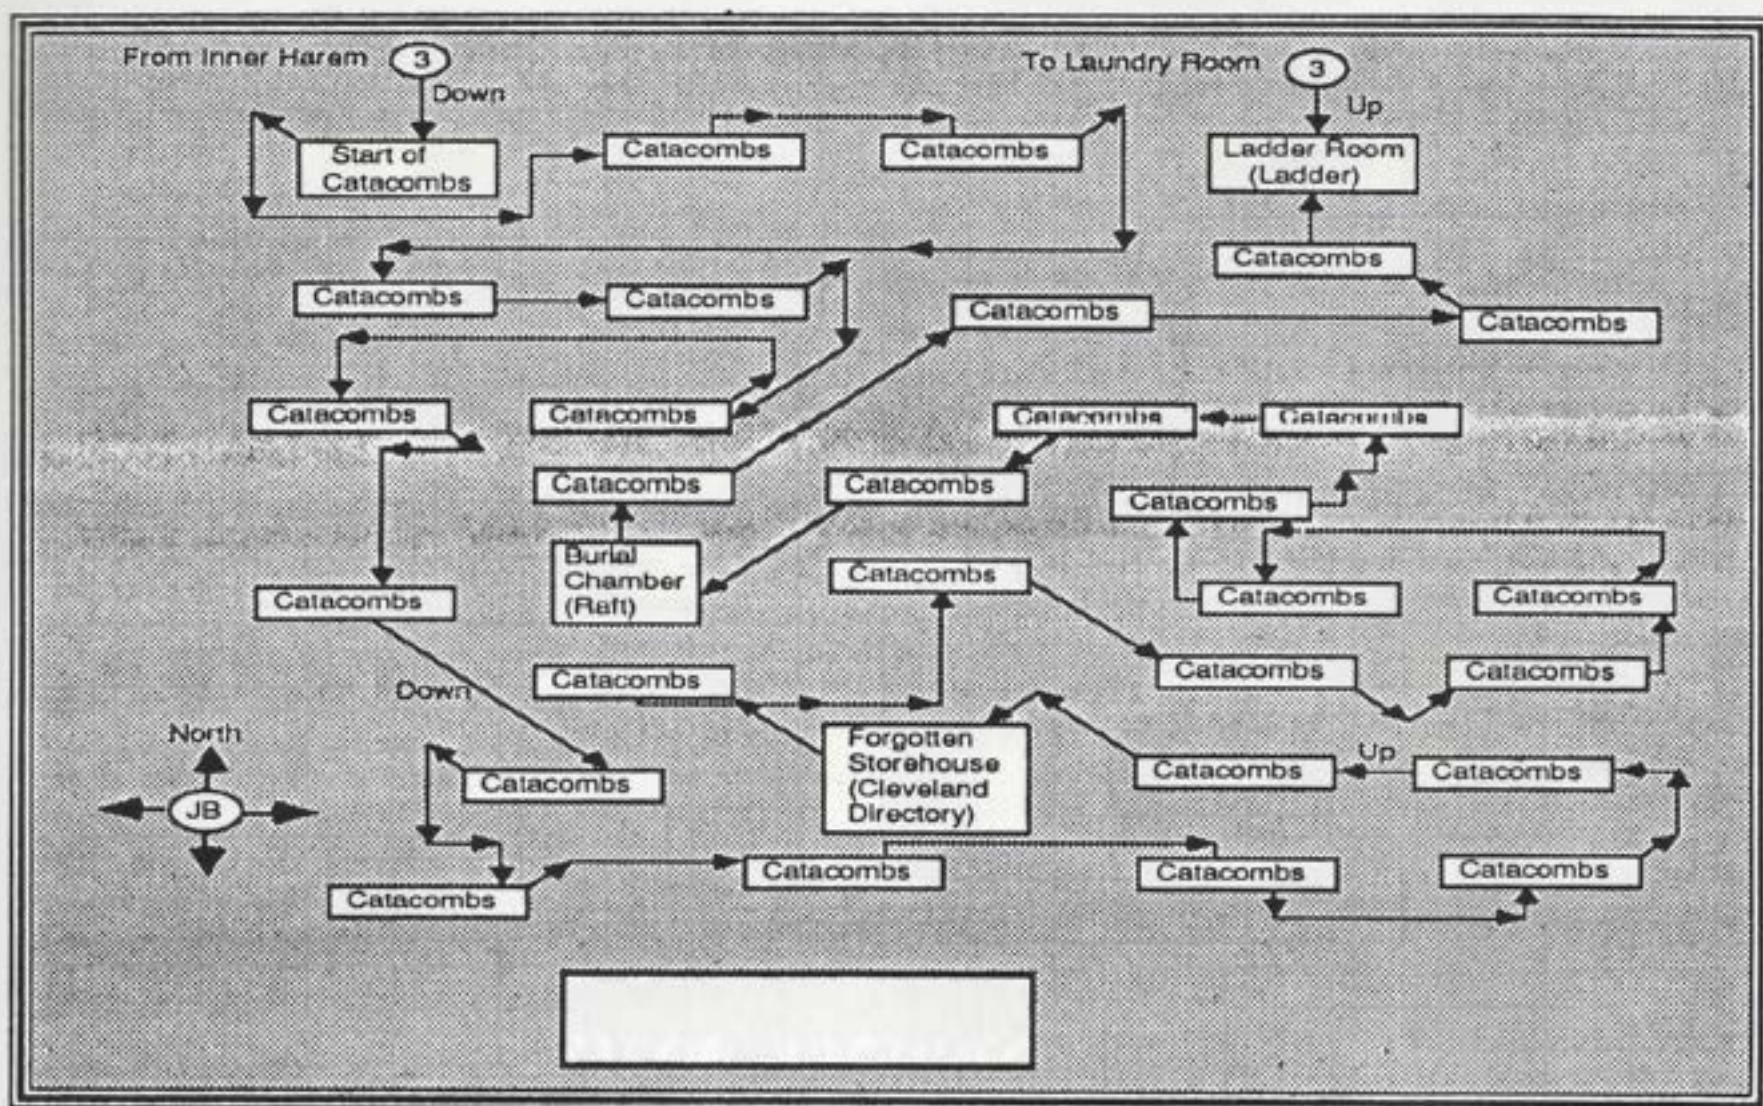 From Inner Harem
3
To Laundry Room
3
Down
Up
Start of
Catacombs
Catacombs
Catacombs
Ladder Room
(Ladder)
Catacombs
Catacombs
Catacombs
Catacombs
Catacombs
Catacombs
Catacombs
Catacombs
Catacombs
Catacombs
Catacombs
Catacombs
Burial
Chamber
(Raft)
Catacombs
Catacombs
Catacombs
Catacombs
Catacombs
Catacombs
Catacombs
Down
North
JB
Forgotten
Storehouse
(Cleveland
Directory)
Catacombs
Catacombs
Up
Catacombs
Catacombs
Catacombs
Catacombs
Catacombs